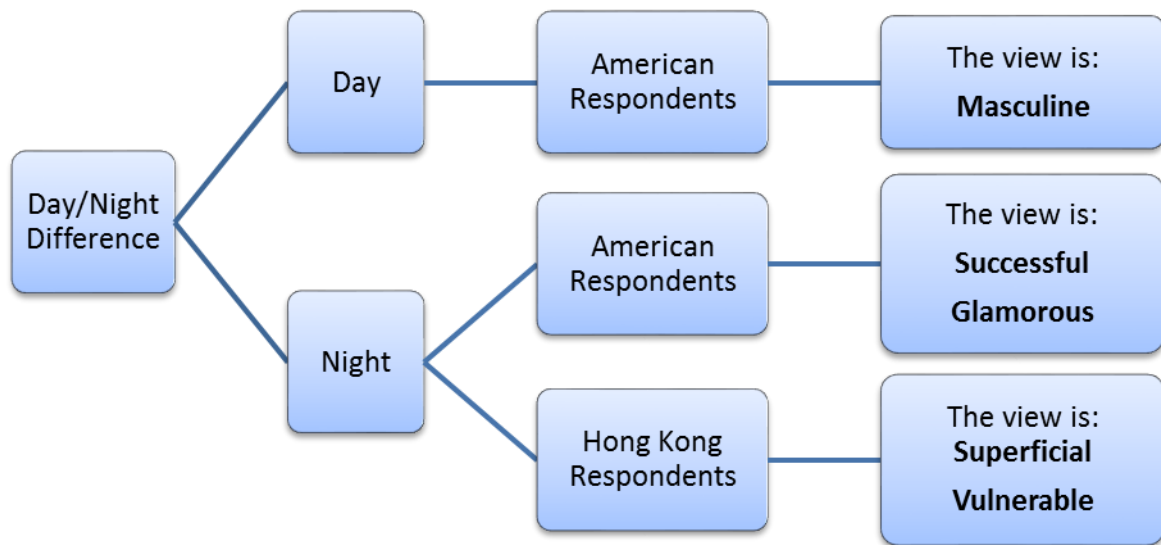 Day/Night
Difference
Day
American
Respondents
The view is:
Masculine
Night
American
Respondents
The view is:
Successful
Glamorous
Hong Kong
Respondents
The view is:
Superficial
Vulnerable